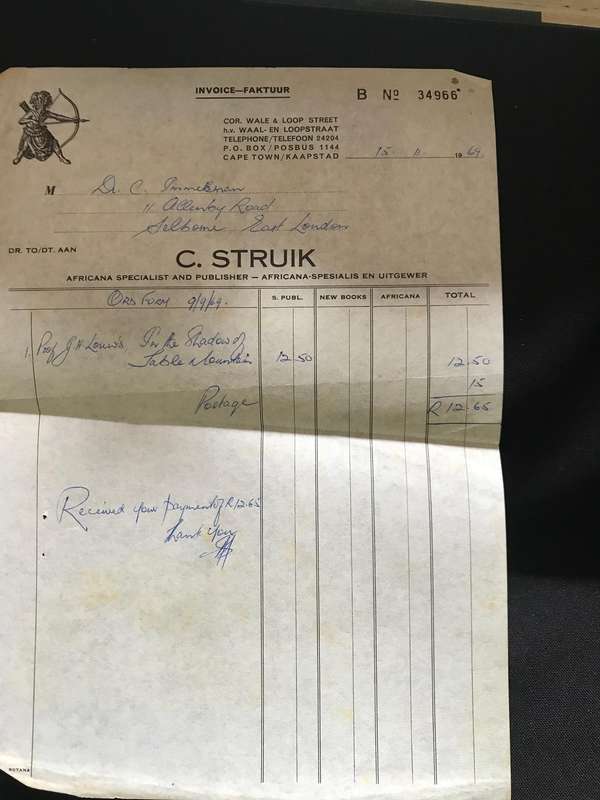 INVOICE—FAKTUUR
B No 34966
COR. WALE & LOOP STREET
h.v. WAAL- EN LOOPSTRAAT
TELEPHONE/TELEFOON 24204
P.O. BOX/POSBUS 1144
CAPE TOWN/KAAPSTAD 15 1969
M Dr. C.
11 Allenby Road
Selborne East London
DR. TO/DT. AAN
C. STRUIK
AFRICANA SPECIALIST AND PUBLISHER — AFRICANA-SPESIALIS EN UITGEWER
Ord Form 9/9/69. S. PUBL. NEW BOOKS AFRICANA TOTAL
1. Prof J H Louw's In the Shadow of
Table Mountain 12 50 12.50
15
Postage R 12.65
Received your payment of R12.65
Thank You